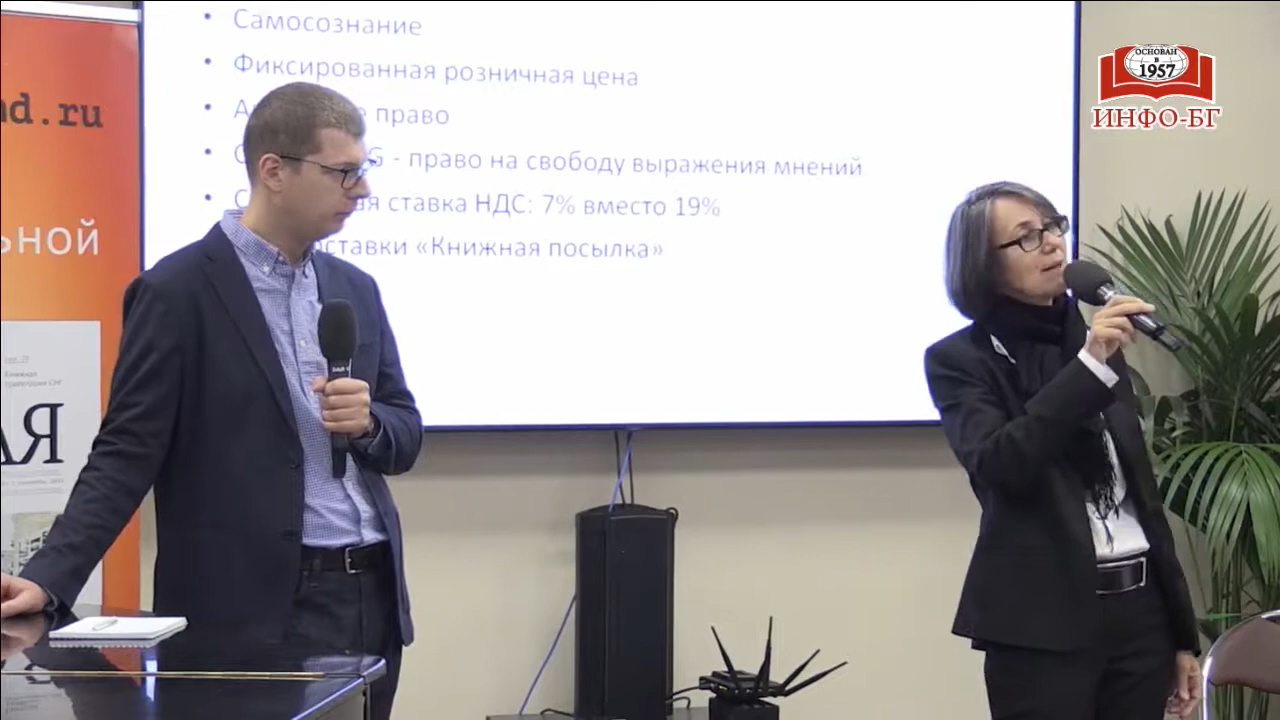 Самосознание
Фиксированная розничная цена
право
G - право на свободу выражения мнений
ставка НДС: 7% вместо 19%
«Книжная посылка»
nd.ru
ьной
Книжная
АЯ
ОСНОВАН
В
1957
ИНФО-БГ